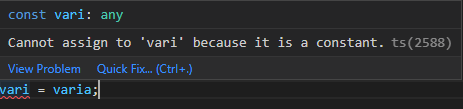 const vari: any
Cannot assign to 'vari' because it is a constant. ts(2588)
View Problem Quick Fix... (Ctrl+.)
vari = varia;